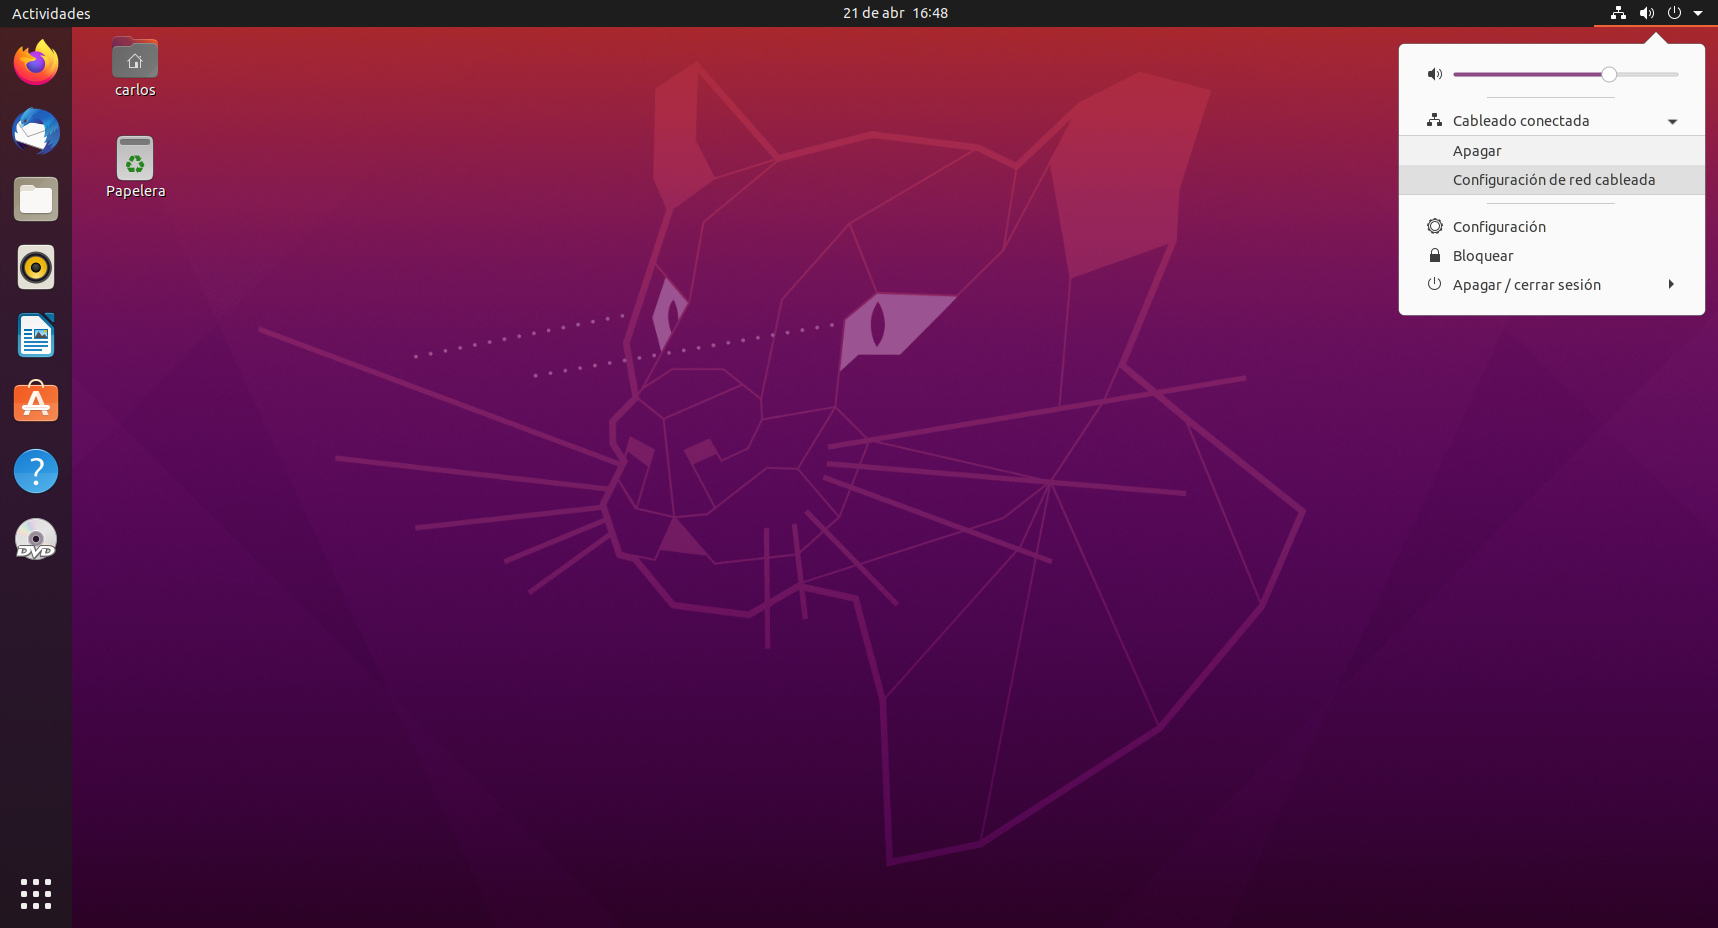 Actividades
21 de abr 16:48
carlos
Papelera
Cableado conectada
Apagar
Configuración de red cableada
Configuración
Bloquear
Apagar / cerrar sesión
?
DVD